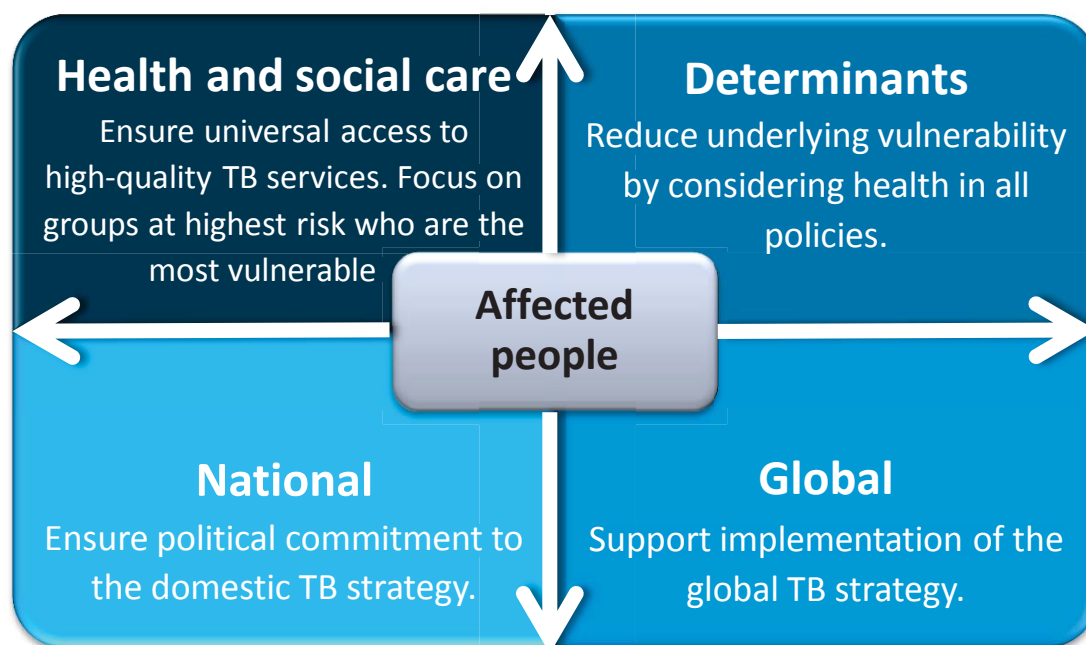 Health and social care
Ensure universal access to
high-quality TB services. Focus on
groups at highest risk who are the
most vulnerable
Determinants
Reduce underlying vulnerability
by considering health in all
policies.
Affected
people
National
Ensure political commitment to
the domestic TB strategy.
Global
Support implementation of the
global TB strategy.